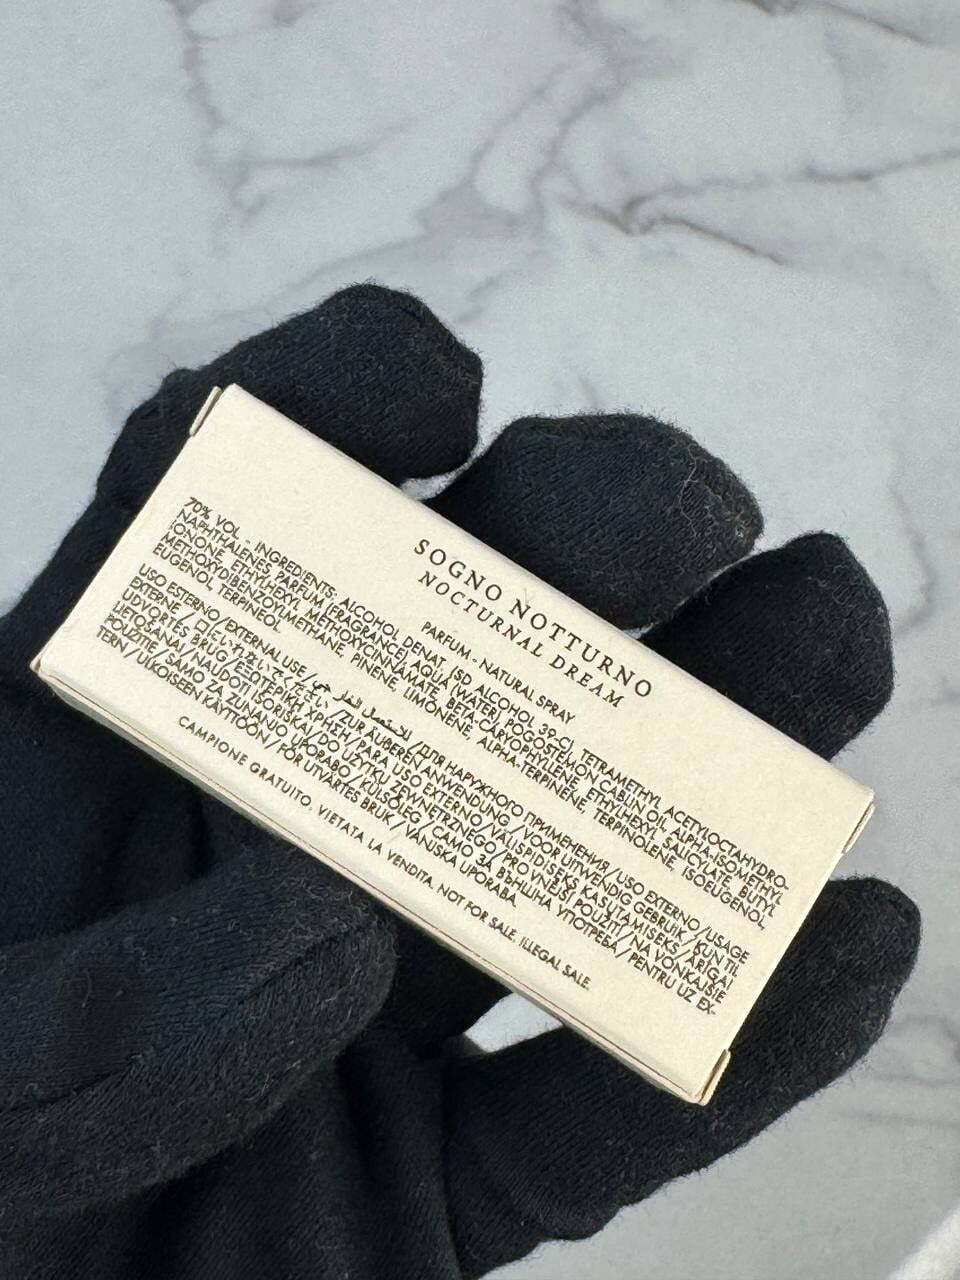 SOGNO NOTTURNO
NOCTURNAL DREAM
PARFUM - NATURAL SPRAY
70% VOL - INGREDIENTS: ALCOHOL DENAT. (SD ALCOHOL 39-C), TETRAMETHYL ACETYLOCTAHYDRO-
NAPHTHALENES, PARFUM (FRAGRANCE), AQUA (WATER), POGOSTEMON CABLIN OIL, ALPHA-ISOMETHYL
IONONE, ETHYLHEXYL METHOXYCINNAMATE, BETA-CARYOPHYLLENE, ETHYLHEXYL SALICYLATE, BUTYL
METHOXYDIBENZOYLMETHANE, PINENE, LIMONENE, ALPHA-TERPINENE, TERPINOLENE, ISOEUGENOL,
EUGENOL, TERPINEOL
USO ESTERNO / EXTERNAL USE / الاستعمال الخارجي / ДЛЯ НАРУЖНОГО ПРИМЕНЕНИЯ / USO EXTERNO / USAGE
EXTERNE / ZUR ÄUßEREN ANWENDUNG / VOOR UITWENDIG GEBRUIK / KUN TIL
UDVORTES BRUG / ΕΞΩΤΕΡΙΚΗ ΧΡΗΣΗ / PARA USO EXTERNO / VÄLISPIDISEKS KASUTAMISEKS / ĀRĪGAI
LIETOŠANAI / NAUDOTI IŠORIŠKAI / DO UŻYTKU ZEWNĘTRZNEGO / PRO VNĚJŠÍ POUŽITÍ / NA VONKAJŠIE
POUŽITIE / SAMO ZA ZUNANJO UPORABO / KÜLSŐLEG / САМО ЗА ВЪНШНА УПОТРЕБА / PENTRU UZ EX-
TERN / ULKOISEEN KÄYTTÖÖN / FÖR UTVÄRTES BRUK / VANJSKA UPORABA
CAMPIONE GRATUITO, VIETATA LA VENDITA. NOT FOR SALE. ILLEGAL SALE.